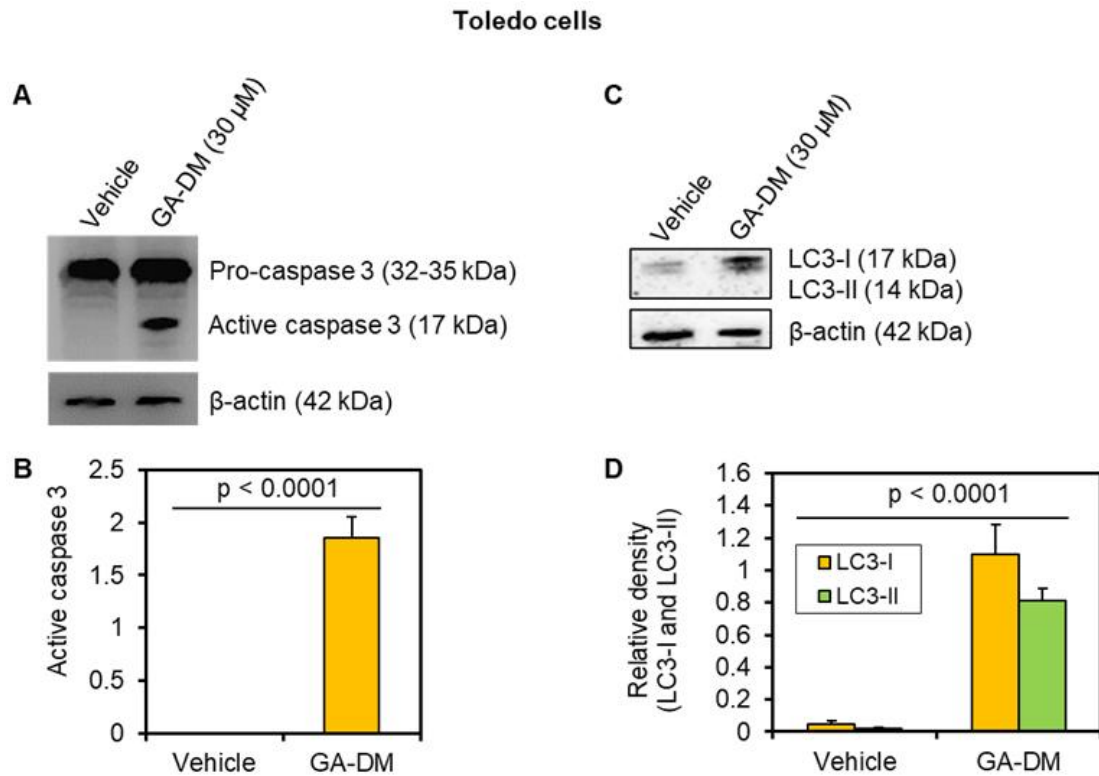 Toledo cells
A
Vehicle
GA-DM (30 µM)
Pro-caspase 3 (32-35 kDa)
Active caspase 3 (17 kDa)
β-actin (42 kDa)
B
Active caspase 3
2.5
2
1.5
1
0.5
0
p < 0.0001
Vehicle GA-DM
C
Vehicle
GA-DM (30 µM)
LC3-I (17 kDa)
LC3-II (14 kDa)
β-actin (42 kDa)
D
Relative density
(LC3-I and LC3-II)
1.6
1.4
1.2
1
0.8
0.6
0.4
0.2
0
p < 0.0001
LC3-I
LC3-II
Vehicle GA-DM